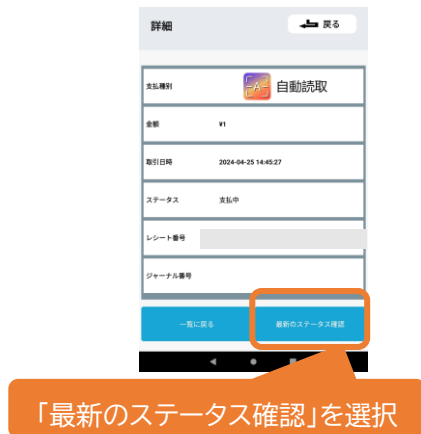 詳細
戻る
支払種別
-A- 自動読取
金額 ¥1
取引日時 2024-04-25 14:45:27
ステータス 支払中
レシート番号
ジャーナル番号
一覧に戻る 最新のステータス確認
「最新のステータス確認」を選択